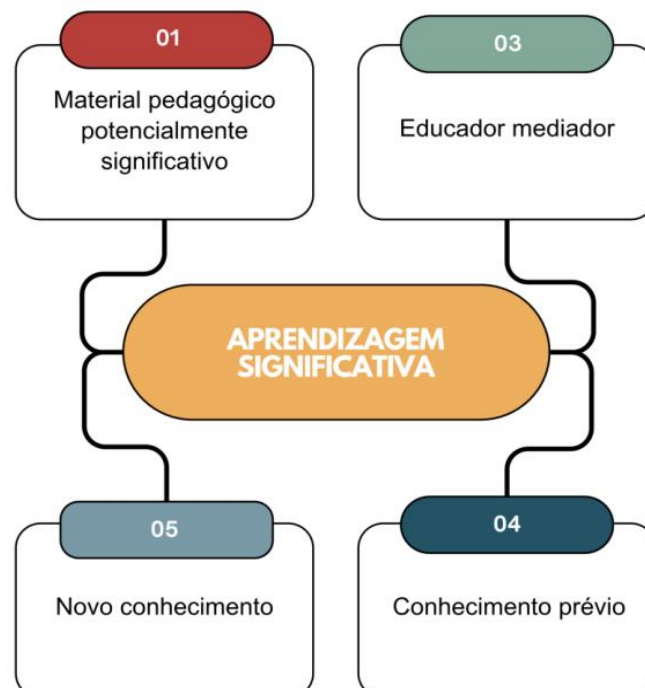 01
Material pedagógico
potencialmente
significativo
03
Educador mediador
APRENDIZAGEM
SIGNIFICATIVA
05
Novo conhecimento
04
Conhecimento prévio